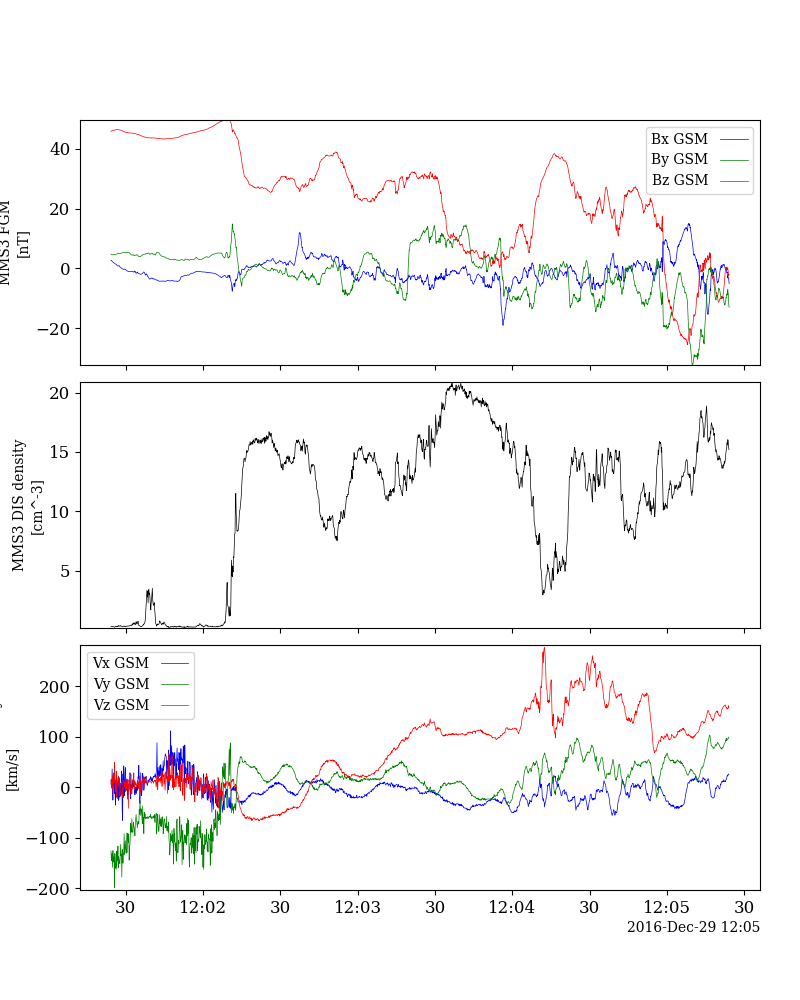 MMS3 FGM
[nT]
40
20
0
−20
Bx GSM
By GSM
Bz GSM
MMS3 DIS density
[cm^-3]
20
15
10
5
[km/s]
200
100
0
−100
−200
Vx GSM
Vy GSM
Vz GSM
30 12:02 30 12:03 30 12:04 30 12:05 30
2016-Dec-29 12:05